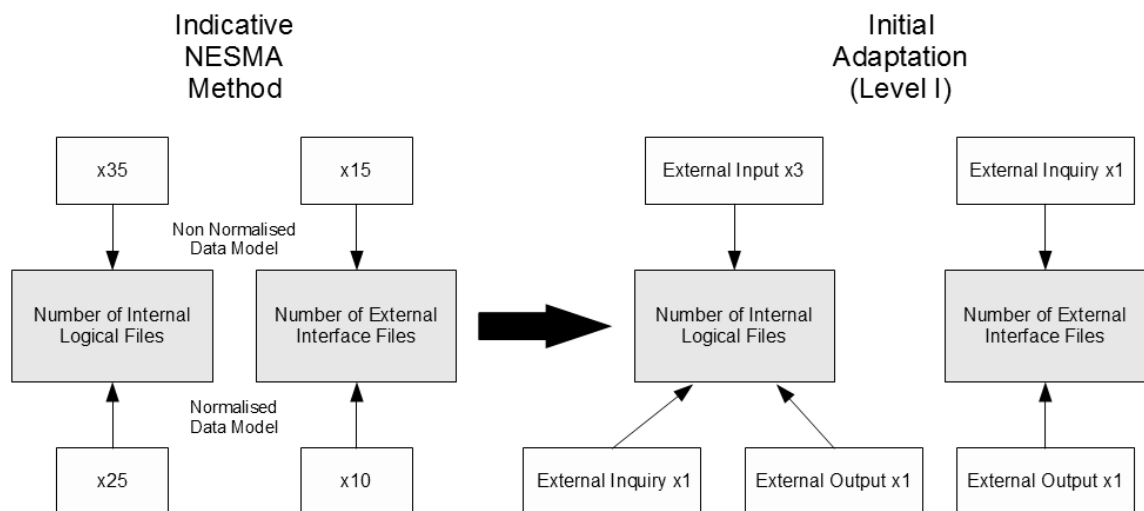 Indicative
NESMA
Method
Initial
Adaptation
(Level I)
x35
x15
External Input x3
External Inquiry x1
Non Normalised
Data Model
Number of Internal
Logical Files
Number of External
Interface Files
Number of Internal
Logical Files
Number of External
Interface Files
Normalised
Data Model
x25
x10
External Inquiry x1
External Output x1
External Output x1